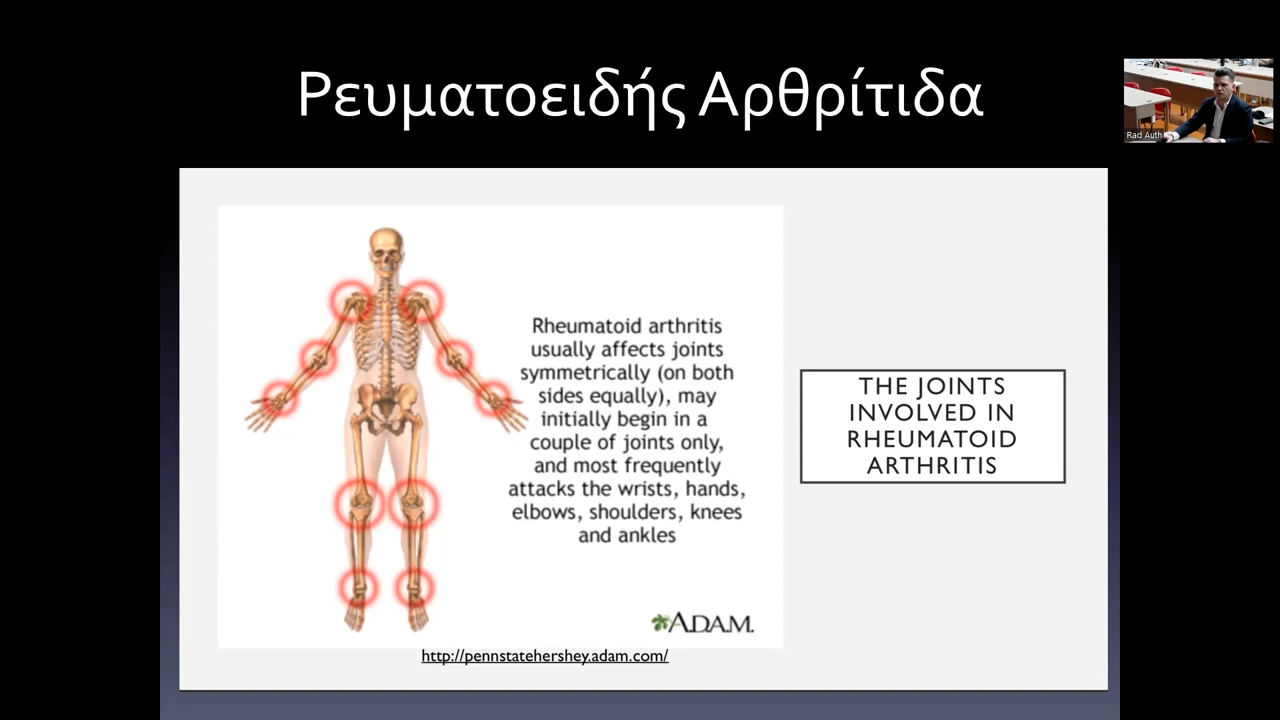 Ρευματοειδής Αρθρίτιδα
Rad Auth
Rheumatoid arthritis
usually affects joints
symmetrically (on both
sides equally), may
initially begin in a
couple of joints only,
and most frequently
attacks the wrists, hands,
elbows, shoulders, knees
and ankles
THE JOINTS
INVOLVED IN
RHEUMATOID
ARTHRITIS
A.D.A.M.
http://pennstatehershey.adam.com/